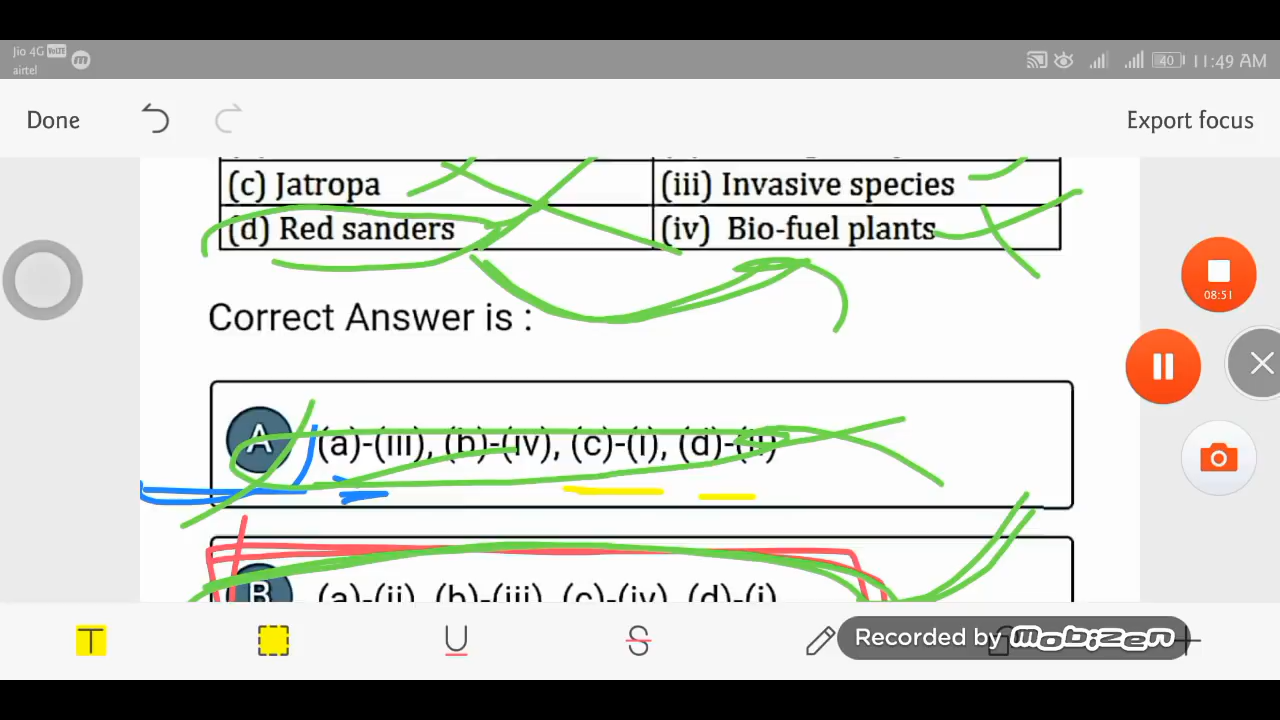 Jio 4G VoLTE
airtel
40 11:49 AM
Done
Export focus
(c) Jatropa (iii) Invasive species
(d) Red sanders (iv) Bio-fuel plants
08:51
Correct Answer is :
A (a)-(iii), (b)-(iv), (c)-(i), (d)-(ii)
B (a)-(ii), (b)-(iii), (c)-(iv), (d)-(i)
T U S
Recorded by mobizen